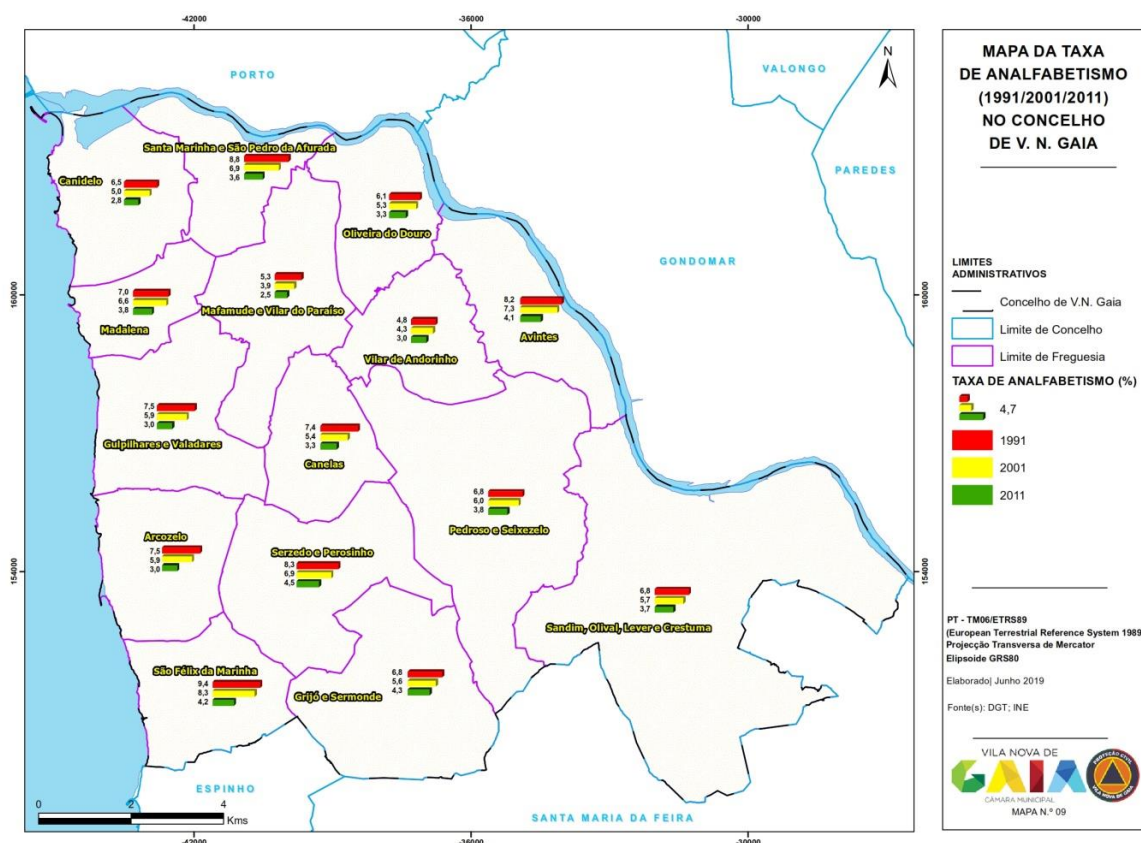 -42000
-36000
-30000
PORTO
VALONGO
PAREDES
GONDOMAR
N
Santa Marinha e São Pedro da Afurada
8,8
6,9
3,6
Canidelo
6,5
5,0
2,8
6,1
5,3
3,3
Oliveira do Douro
160000
160000
7,0
6,6
3,8
Madalena
5,3
3,9
2,5
Mafamude e Vilar do Paraíso
4,8
4,3
3,0
Vilar de Andorinho
8,2
7,3
4,1
Avintes
7,5
5,9
3,0
Gulpilhares e Valadares
7,4
5,4
3,3
Canelas
6,8
6,0
3,8
Pedroso e Seixezelo
Arcozelo
7,5
5,9
3,0
Serzedo e Perosinho
8,3
6,9
4,5
154000
154000
6,8
5,7
3,7
Sandim, Olival, Lever e Crestuma
São Félix da Marinha
9,4
8,3
4,2
6,8
5,6
4,3
Grijó e Sermonde
ESPINHO
SANTA MARIA DA FEIRA
0 2 4
Kms
-42000
-36000
-30000
MAPA DA TAXA
DE ANALFABETISMO
(1991/2001/2011)
NO CONCELHO
DE V. N. GAIA
LIMITES
ADMINISTRATIVOS
Concelho de V.N. Gaia
Limite de Concelho
Limite de Freguesia
TAXA DE ANALFABETISMO (%)
4,7
1991
2001
2011
PT - TM06/ETRS89
(European Terrestrial Reference System 1989
Projecção Transversa de Mercator
Elipsoide GRS80
Elaborado| Junho 2019
Fonte(s): DGT; INE
VILA NOVA DE
GAIA
CÂMARA MUNICIPAL
PROTEÇÃO CIVIL
VILA NOVA DE GAIA
MAPA N.º 09